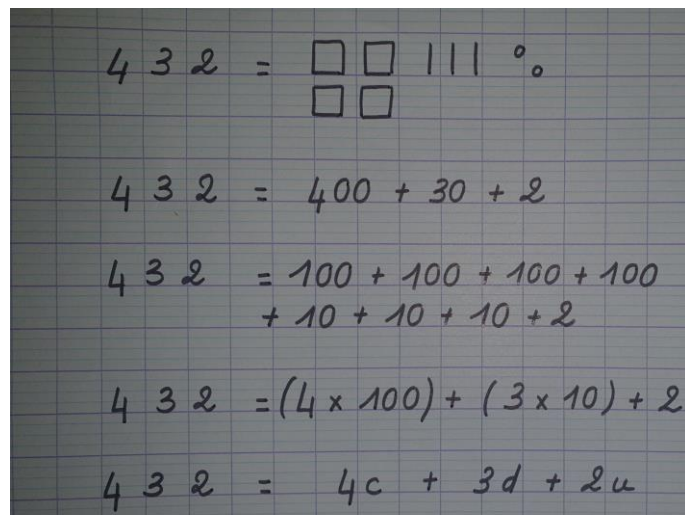 4 3 2 = □ □ | | | °
□ □ °
4 3 2 = 400 + 30 + 2
4 3 2 = 100 + 100 + 100 + 100
+ 10 + 10 + 10 + 2
4 3 2 = (4 x 100) + (3 x 10) + 2
4 3 2 = 4c + 3d + 2u